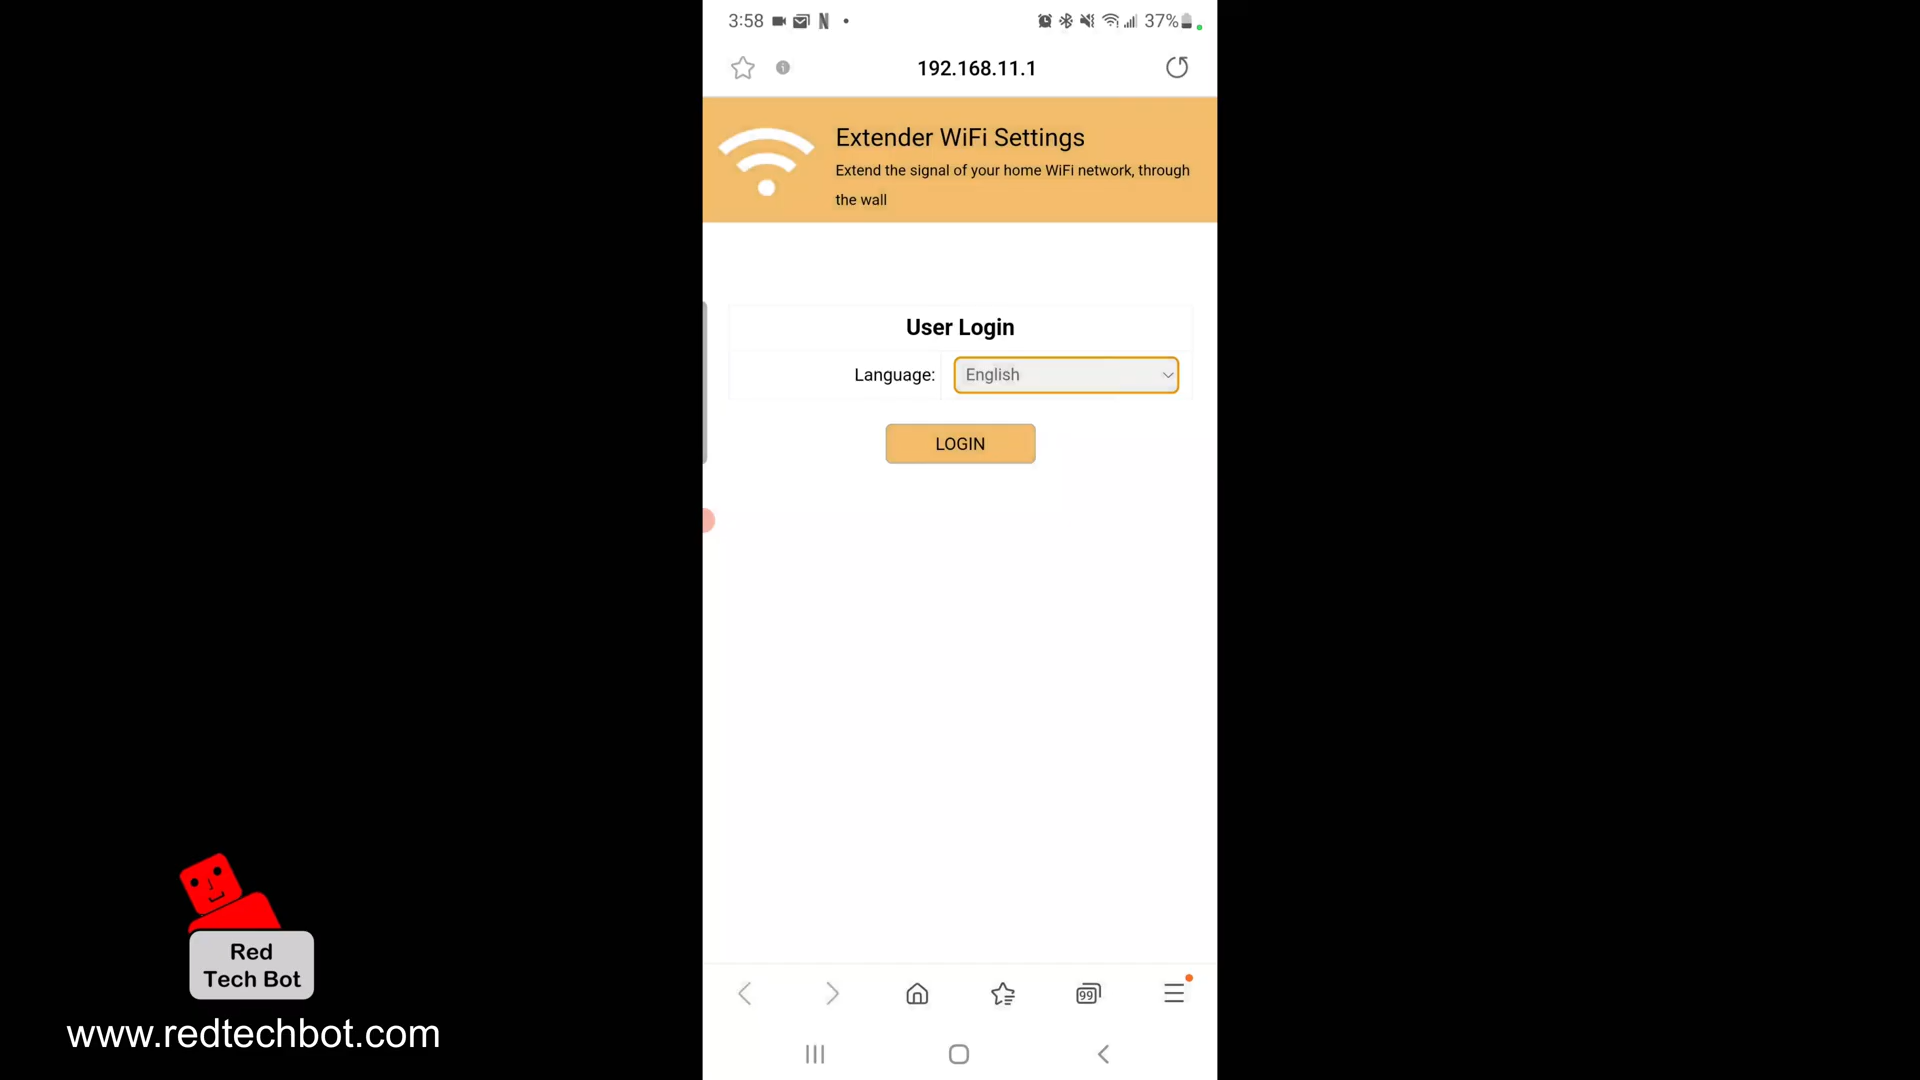 3:58
37%
192.168.11.1
Extender WiFi Settings
Extend the signal of your home WiFi network, through
the wall
User Login
Language:
English
LOGIN
99
Red
Tech Bot
www.redtechbot.com